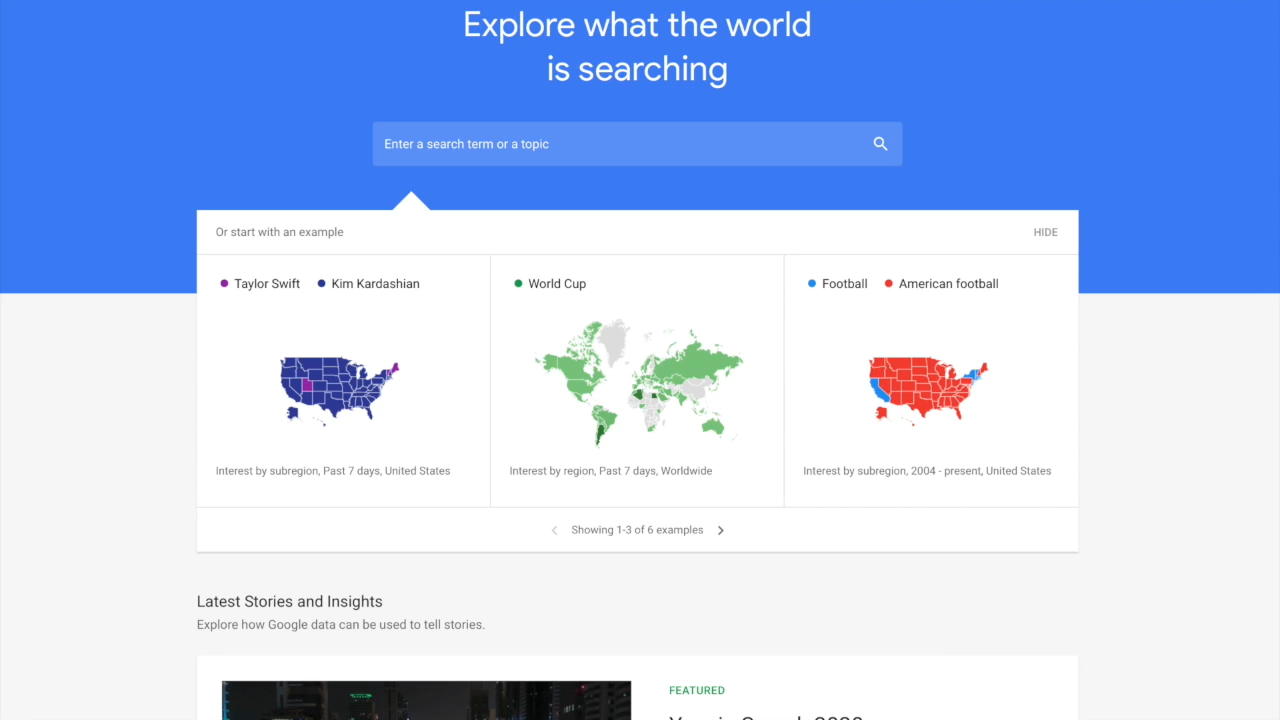 Explore what the world
is searching
Enter a search term or a topic
Or start with an example
HIDE
Taylor Swift
Kim Kardashian
World Cup
Football
American football
Interest by subregion, Past 7 days, United States
Interest by region, Past 7 days, Worldwide
Interest by subregion, 2004 - present, United States
Showing 1-3 of 6 examples
Latest Stories and Insights
Explore how Google data can be used to tell stories.
FEATURED